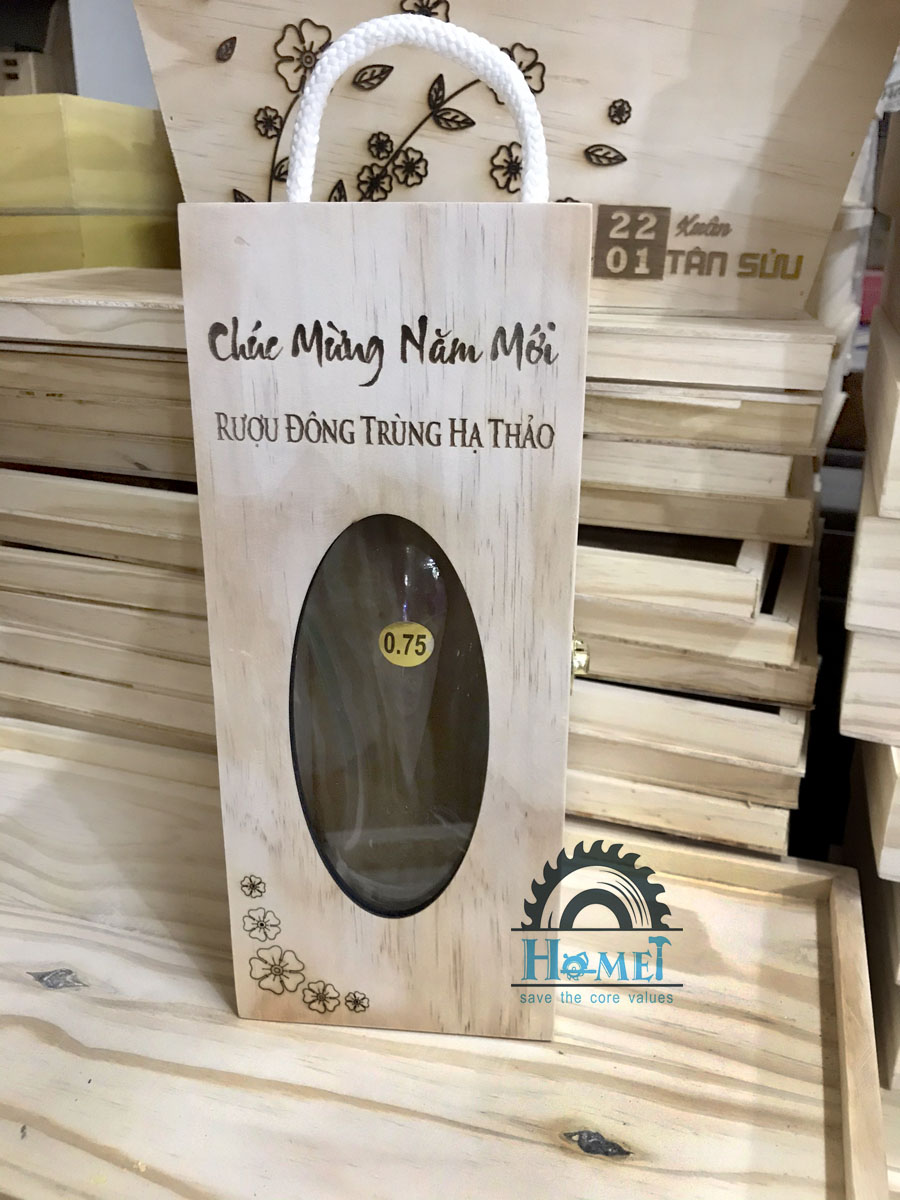 22
01
Xuân
TÂN SỬU
Chúc Mừng Năm Mới
RƯỢU ĐÔNG TRÙNG HẠ THẢO
0.75
HOMET
save the core values